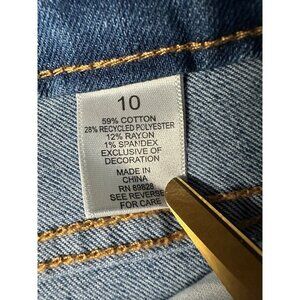 10
59% COTTON
28% RECYCLED POLYESTER
12% RAYON
1% SPANDEX
EXCLUSIVE OF
DECORATION
MADE IN
CHINA
RN 89828
SEE REVERSE
FOR CARE